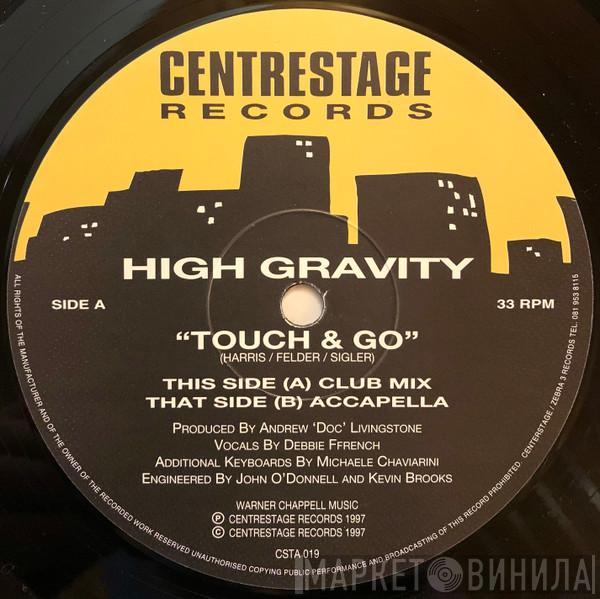 CENTRESTAGE
RECORDS
HIGH GRAVITY
SIDE A
33 RPM
“TOUCH & GO”
(HARRIS / FELDER / SIGLER)
THIS SIDE (A) CLUB MIX
THAT SIDE (B) ACCAPELLA
PRODUCED BY ANDREW ‘DOC’ LIVINGSTONE
VOCALS BY DEBBIE FFRENCH
ADDITIONAL KEYBOARDS BY MICHAELE CHAVIARINI
ENGINEERED BY JOHN O’DONNELL AND KEVIN BROOKS
WARNER CHAPPELL MUSIC
Ⓟ CENTRESTAGE RECORDS 1997
© CENTRESTAGE RECORDS 1997
CSTA 019
ALL RIGHTS OF THE MANUFACTURER AND OF THE OWNER OF THE RECORDED WORK RESERVED UNAUTHORISED COPYING PUBLIC PERFORMANCE AND BROADCASTING OF THIS RECORD PROHIBITED. CENTERSTAGE / ZEBRA 3 RECORDS TEL. 081 953 8115
МАРКЕТ ВИНИЛА